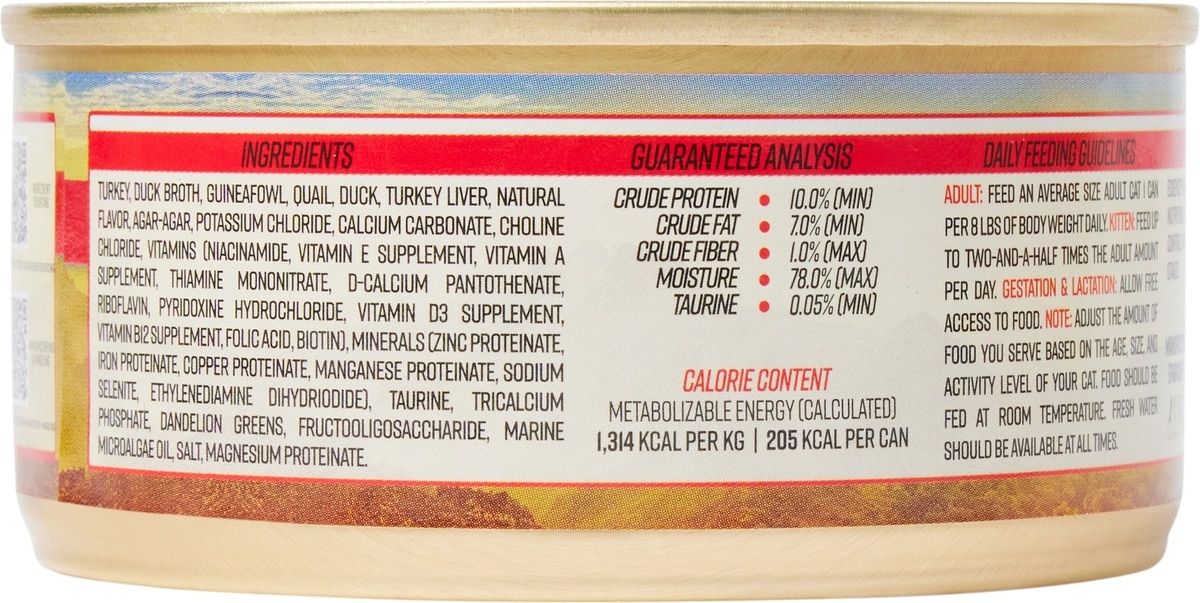 INGREDIENTS
TURKEY, DUCK BROTH, GUINEAFOWL, QUAIL, DUCK, TURKEY LIVER, NATURAL
FLAVOR, AGAR-AGAR, POTASSIUM CHLORIDE, CALCIUM CARBONATE, CHOLINE
CHLORIDE, VITAMINS (NIACINAMIDE, VITAMIN E SUPPLEMENT, VITAMIN A
SUPPLEMENT, THIAMINE MONONITRATE, D-CALCIUM PANTOTHENATE,
RIBOFLAVIN, PYRIDOXINE HYDROCHLORIDE, VITAMIN D3 SUPPLEMENT,
VITAMIN B12 SUPPLEMENT, FOLIC ACID, BIOTIN), MINERALS (ZINC PROTEINATE,
IRON PROTEINATE, COPPER PROTEINATE, MANGANESE PROTEINATE, SODIUM
SELENITE, ETHYLENEDIAMINE DIHYDRIODIDE), TAURINE, TRICALCIUM
PHOSPHATE, DANDELION GREENS, FRUCTOOLIGOSACCHARIDE, MARINE
MICROALGAE OIL, SALT, MAGNESIUM PROTEINATE.
GUARANTEED ANALYSIS
CRUDE PROTEIN • 10.0% (MIN)
CRUDE FAT • 7.0% (MIN)
CRUDE FIBER • 1.0% (MAX)
MOISTURE • 78.0% (MAX)
TAURINE • 0.05% (MIN)
CALORIE CONTENT
METABOLIZABLE ENERGY (CALCULATED)
1,314 KCAL PER KG | 205 KCAL PER CAN
DAILY FEEDING GUIDELINES
ADULT: FEED AN AVERAGE SIZE ADULT CAT 1 CAN
PER 8 LBS OF BODY WEIGHT DAILY. KITTEN: FEED UP
TO TWO-AND-A-HALF TIMES THE ADULT AMOUNT
PER DAY. GESTATION & LACTATION: ALLOW FREE
ACCESS TO FOOD. NOTE: ADJUST THE AMOUNT OF
FOOD YOU SERVE BASED ON THE AGE, SIZE, AND
ACTIVITY LEVEL OF YOUR CAT. FOOD SHOULD BE
FED AT ROOM TEMPERATURE. FRESH WATER
SHOULD BE AVAILABLE AT ALL TIMES.